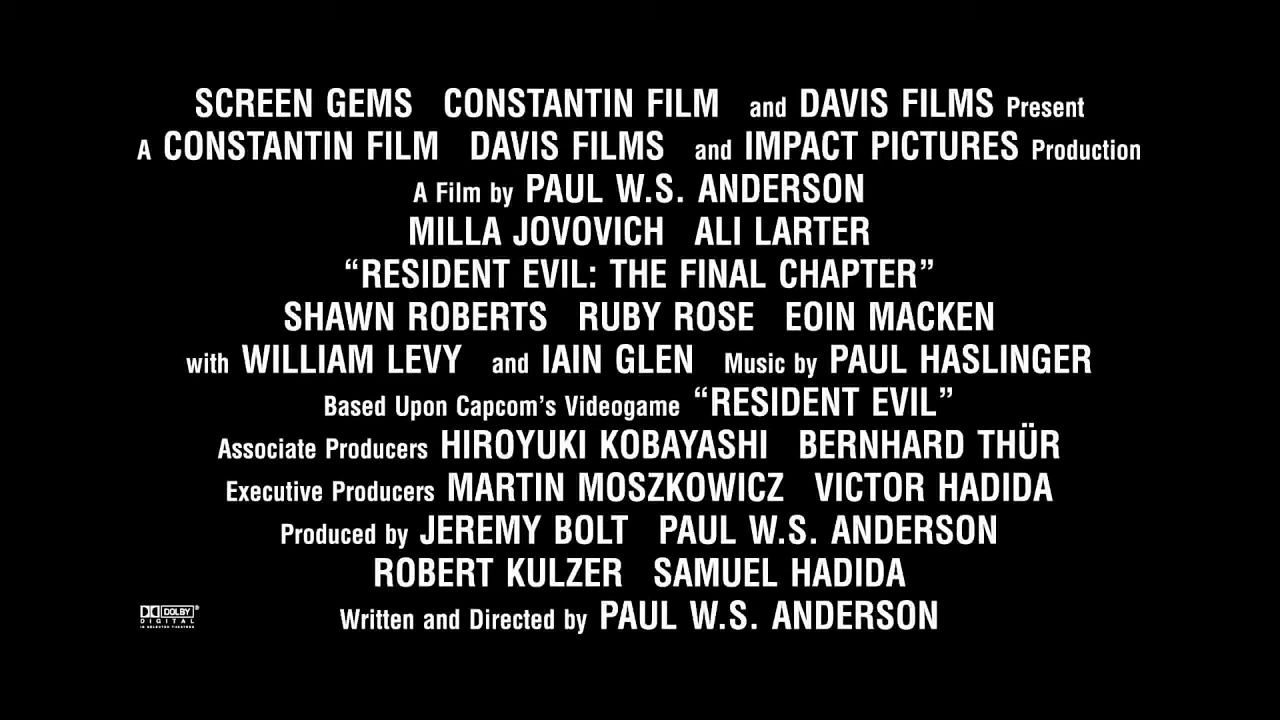 SCREEN GEMS CONSTANTIN FILM and DAVIS FILMS Present
A CONSTANTIN FILM DAVIS FILMS and IMPACT PICTURES Production
A Film by PAUL W.S. ANDERSON
MILLA JOVOVICH ALI LARTER
“RESIDENT EVIL: THE FINAL CHAPTER”
SHAWN ROBERTS RUBY ROSE EOIN MACKEN
with WILLIAM LEVY and IAIN GLEN Music by PAUL HASLINGER
Based Upon Capcom’s Videogame “RESIDENT EVIL”
Associate Producers HIROYUKI KOBAYASHI BERNHARD THÜR
Executive Producers MARTIN MOSZKOWICZ VICTOR HADIDA
Produced by JEREMY BOLT PAUL W.S. ANDERSON
ROBERT KULZER SAMUEL HADIDA
Written and Directed by PAUL W.S. ANDERSON
DOLBY®
DIGITAL
IN SELECTED THEATRES